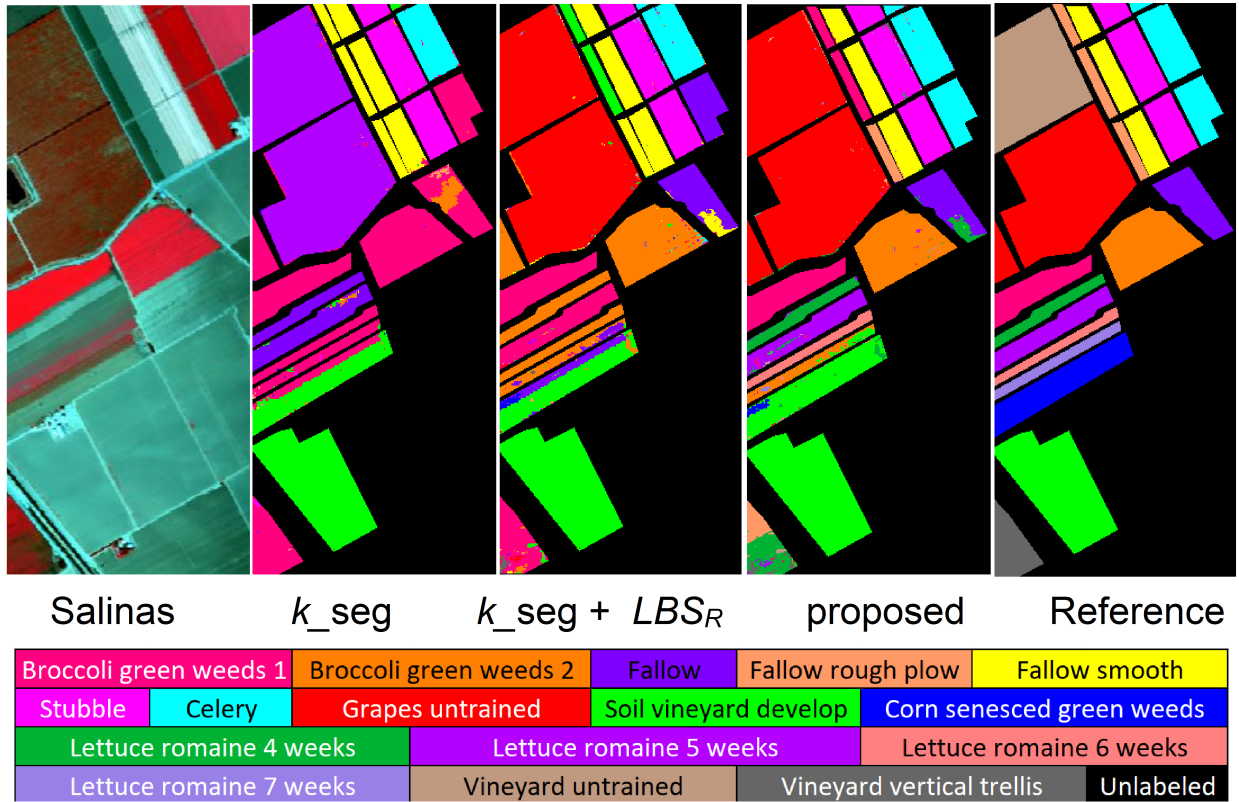 Salinas k_seg k_seg + LBS_R proposed Reference
Broccoli green weeds 1 Broccoli green weeds 2 Fallow Fallow rough plow Fallow smooth
Stubble Celery Grapes untrained Soil vineyard develop Corn senesced green weeds
Lettuce romaine 4 weeks Lettuce romaine 5 weeks Lettuce romaine 6 weeks
Lettuce romaine 7 weeks Vineyard untrained Vineyard vertical trellis Unlabeled